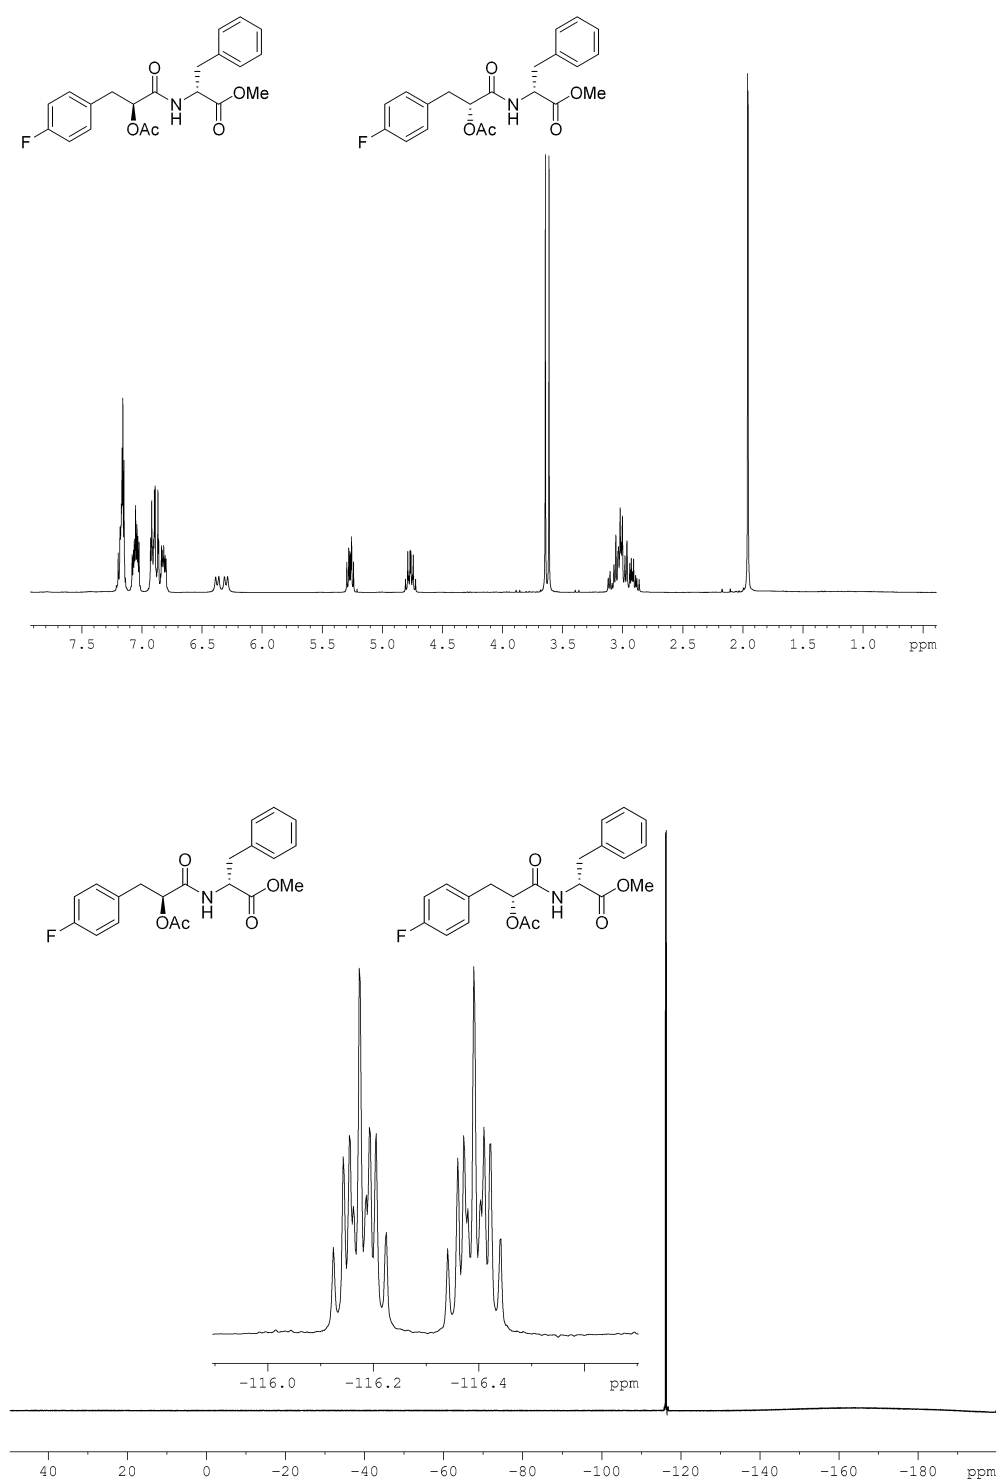 O O
OMe OMe
N N
H H
OAc O OAc O
F F
7.5 7.0 6.5 6.0 5.5 5.0 4.5 4.0 3.5 3.0 2.5 2.0 1.5 1.0 ppm
O O
OMe OMe
N N
H H
OAc O OAc O
F F
-116.0 -116.2 -116.4 ppm
40 20 0 -20 -40 -60 -80 -100 -120 -140 -160 -180 ppm